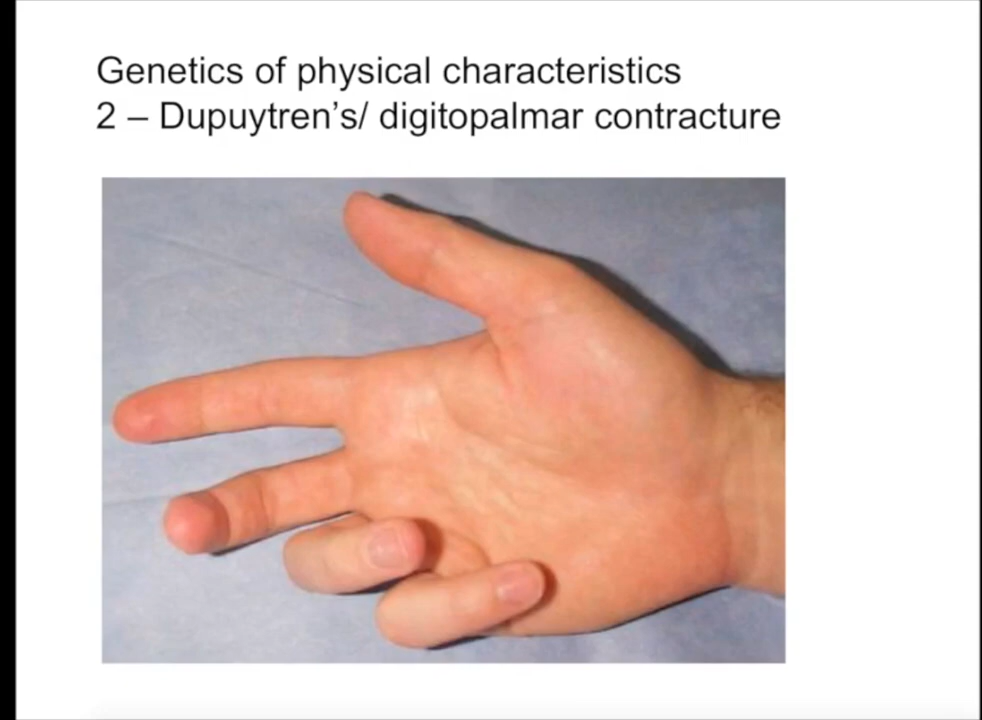 Genetics of physical characteristics
2 – Dupuytren’s/ digitopalmar contracture